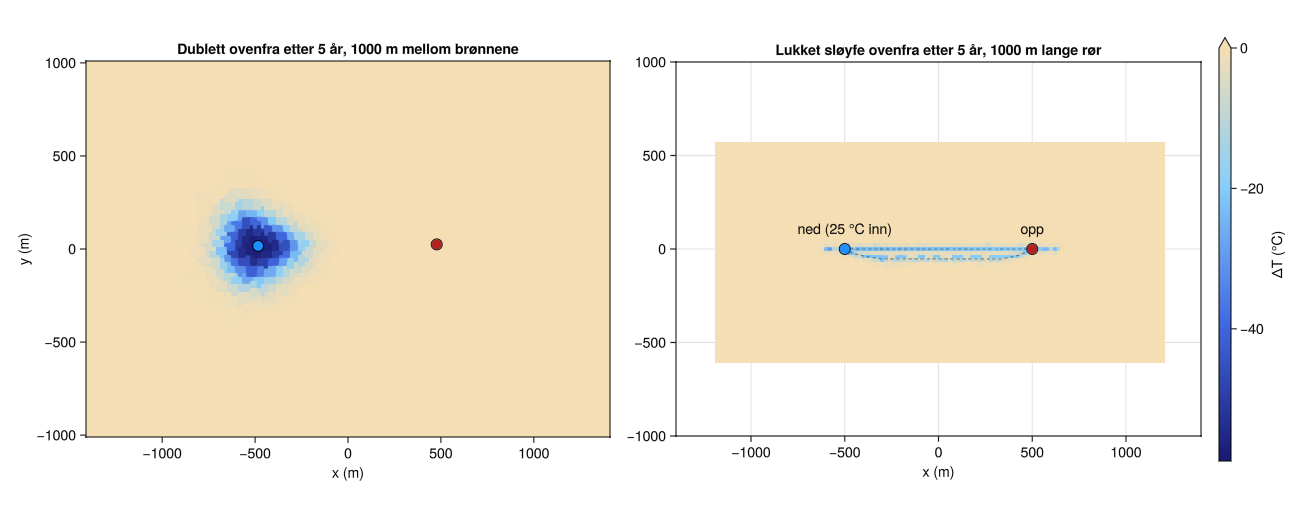 Dublett ovenfra etter 5 år, 1000 m mellom brønnene
1000
500
0
−500
−1000
y (m)
−1000
−500
0
500
1000
x (m)
Lukket sløyfe ovenfra etter 5 år, 1000 m lange rør
1000
500
0
−500
−1000
ned (25 °C inn)
opp
−1000
−500
0
500
1000
x (m)
0
−20
−40
ΔT (°C)